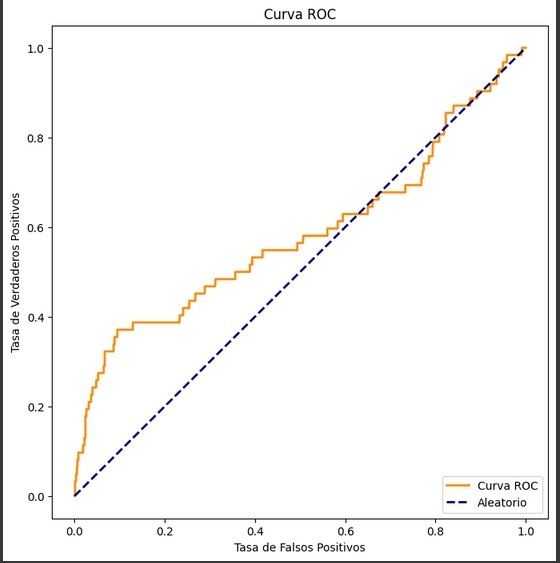 Curva ROC
1.0
0.8
0.6
0.4
0.2
0.0
Tasa de Verdaderos Positivos
Curva ROC
Aleatorio
0.0 0.2 0.4 0.6 0.8 1.0
Tasa de Falsos Positivos